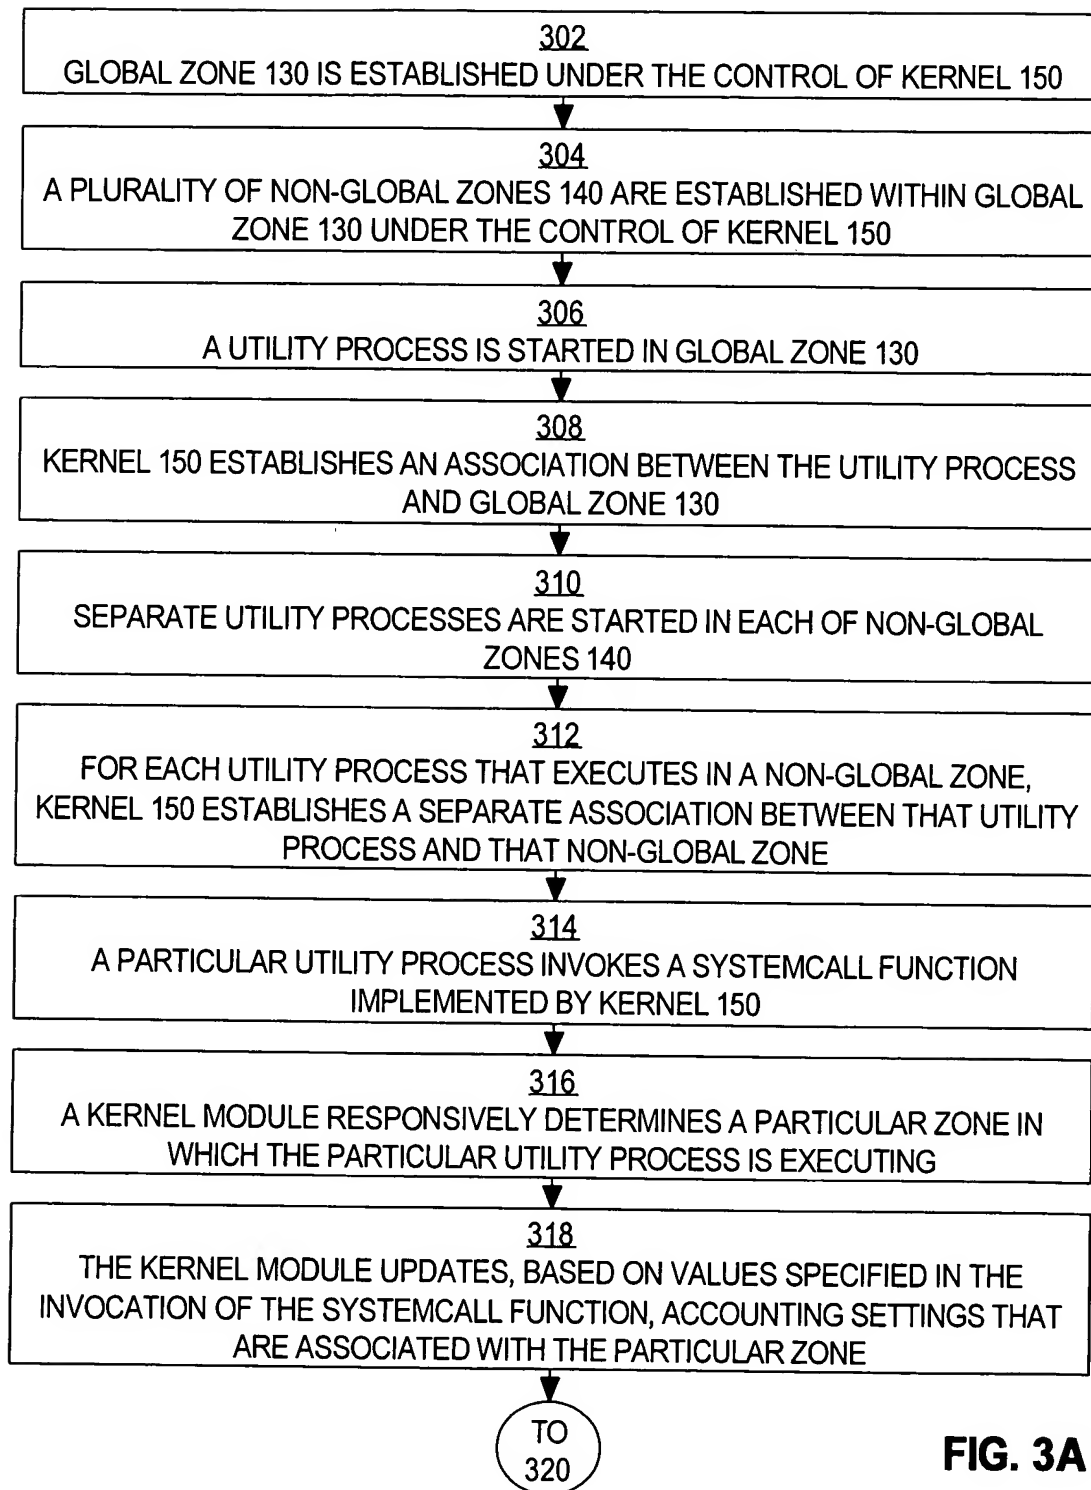 302
GLOBAL ZONE 130 IS ESTABLISHED UNDER THE CONTROL OF KERNEL 150
304
A PLURALITY OF NON-GLOBAL ZONES 140 ARE ESTABLISHED WITHIN GLOBAL
ZONE 130 UNDER THE CONTROL OF KERNEL 150
306
A UTILITY PROCESS IS STARTED IN GLOBAL ZONE 130
308
KERNEL 150 ESTABLISHES AN ASSOCIATION BETWEEN THE UTILITY PROCESS
AND GLOBAL ZONE 130
310
SEPARATE UTILITY PROCESSES ARE STARTED IN EACH OF NON-GLOBAL
ZONES 140
312
FOR EACH UTILITY PROCESS THAT EXECUTES IN A NON-GLOBAL ZONE,
KERNEL 150 ESTABLISHES A SEPARATE ASSOCIATION BETWEEN THAT UTILITY
PROCESS AND THAT NON-GLOBAL ZONE
314
A PARTICULAR UTILITY PROCESS INVOKES A SYSTEMCALL FUNCTION
IMPLEMENTED BY KERNEL 150
316
A KERNEL MODULE RESPONSIVELY DETERMINES A PARTICULAR ZONE IN
WHICH THE PARTICULAR UTILITY PROCESS IS EXECUTING
318
THE KERNEL MODULE UPDATES, BASED ON VALUES SPECIFIED IN THE
INVOCATION OF THE SYSTEMCALL FUNCTION, ACCOUNTING SETTINGS THAT
ARE ASSOCIATED WITH THE PARTICULAR ZONE
TO
320
FIG. 3A